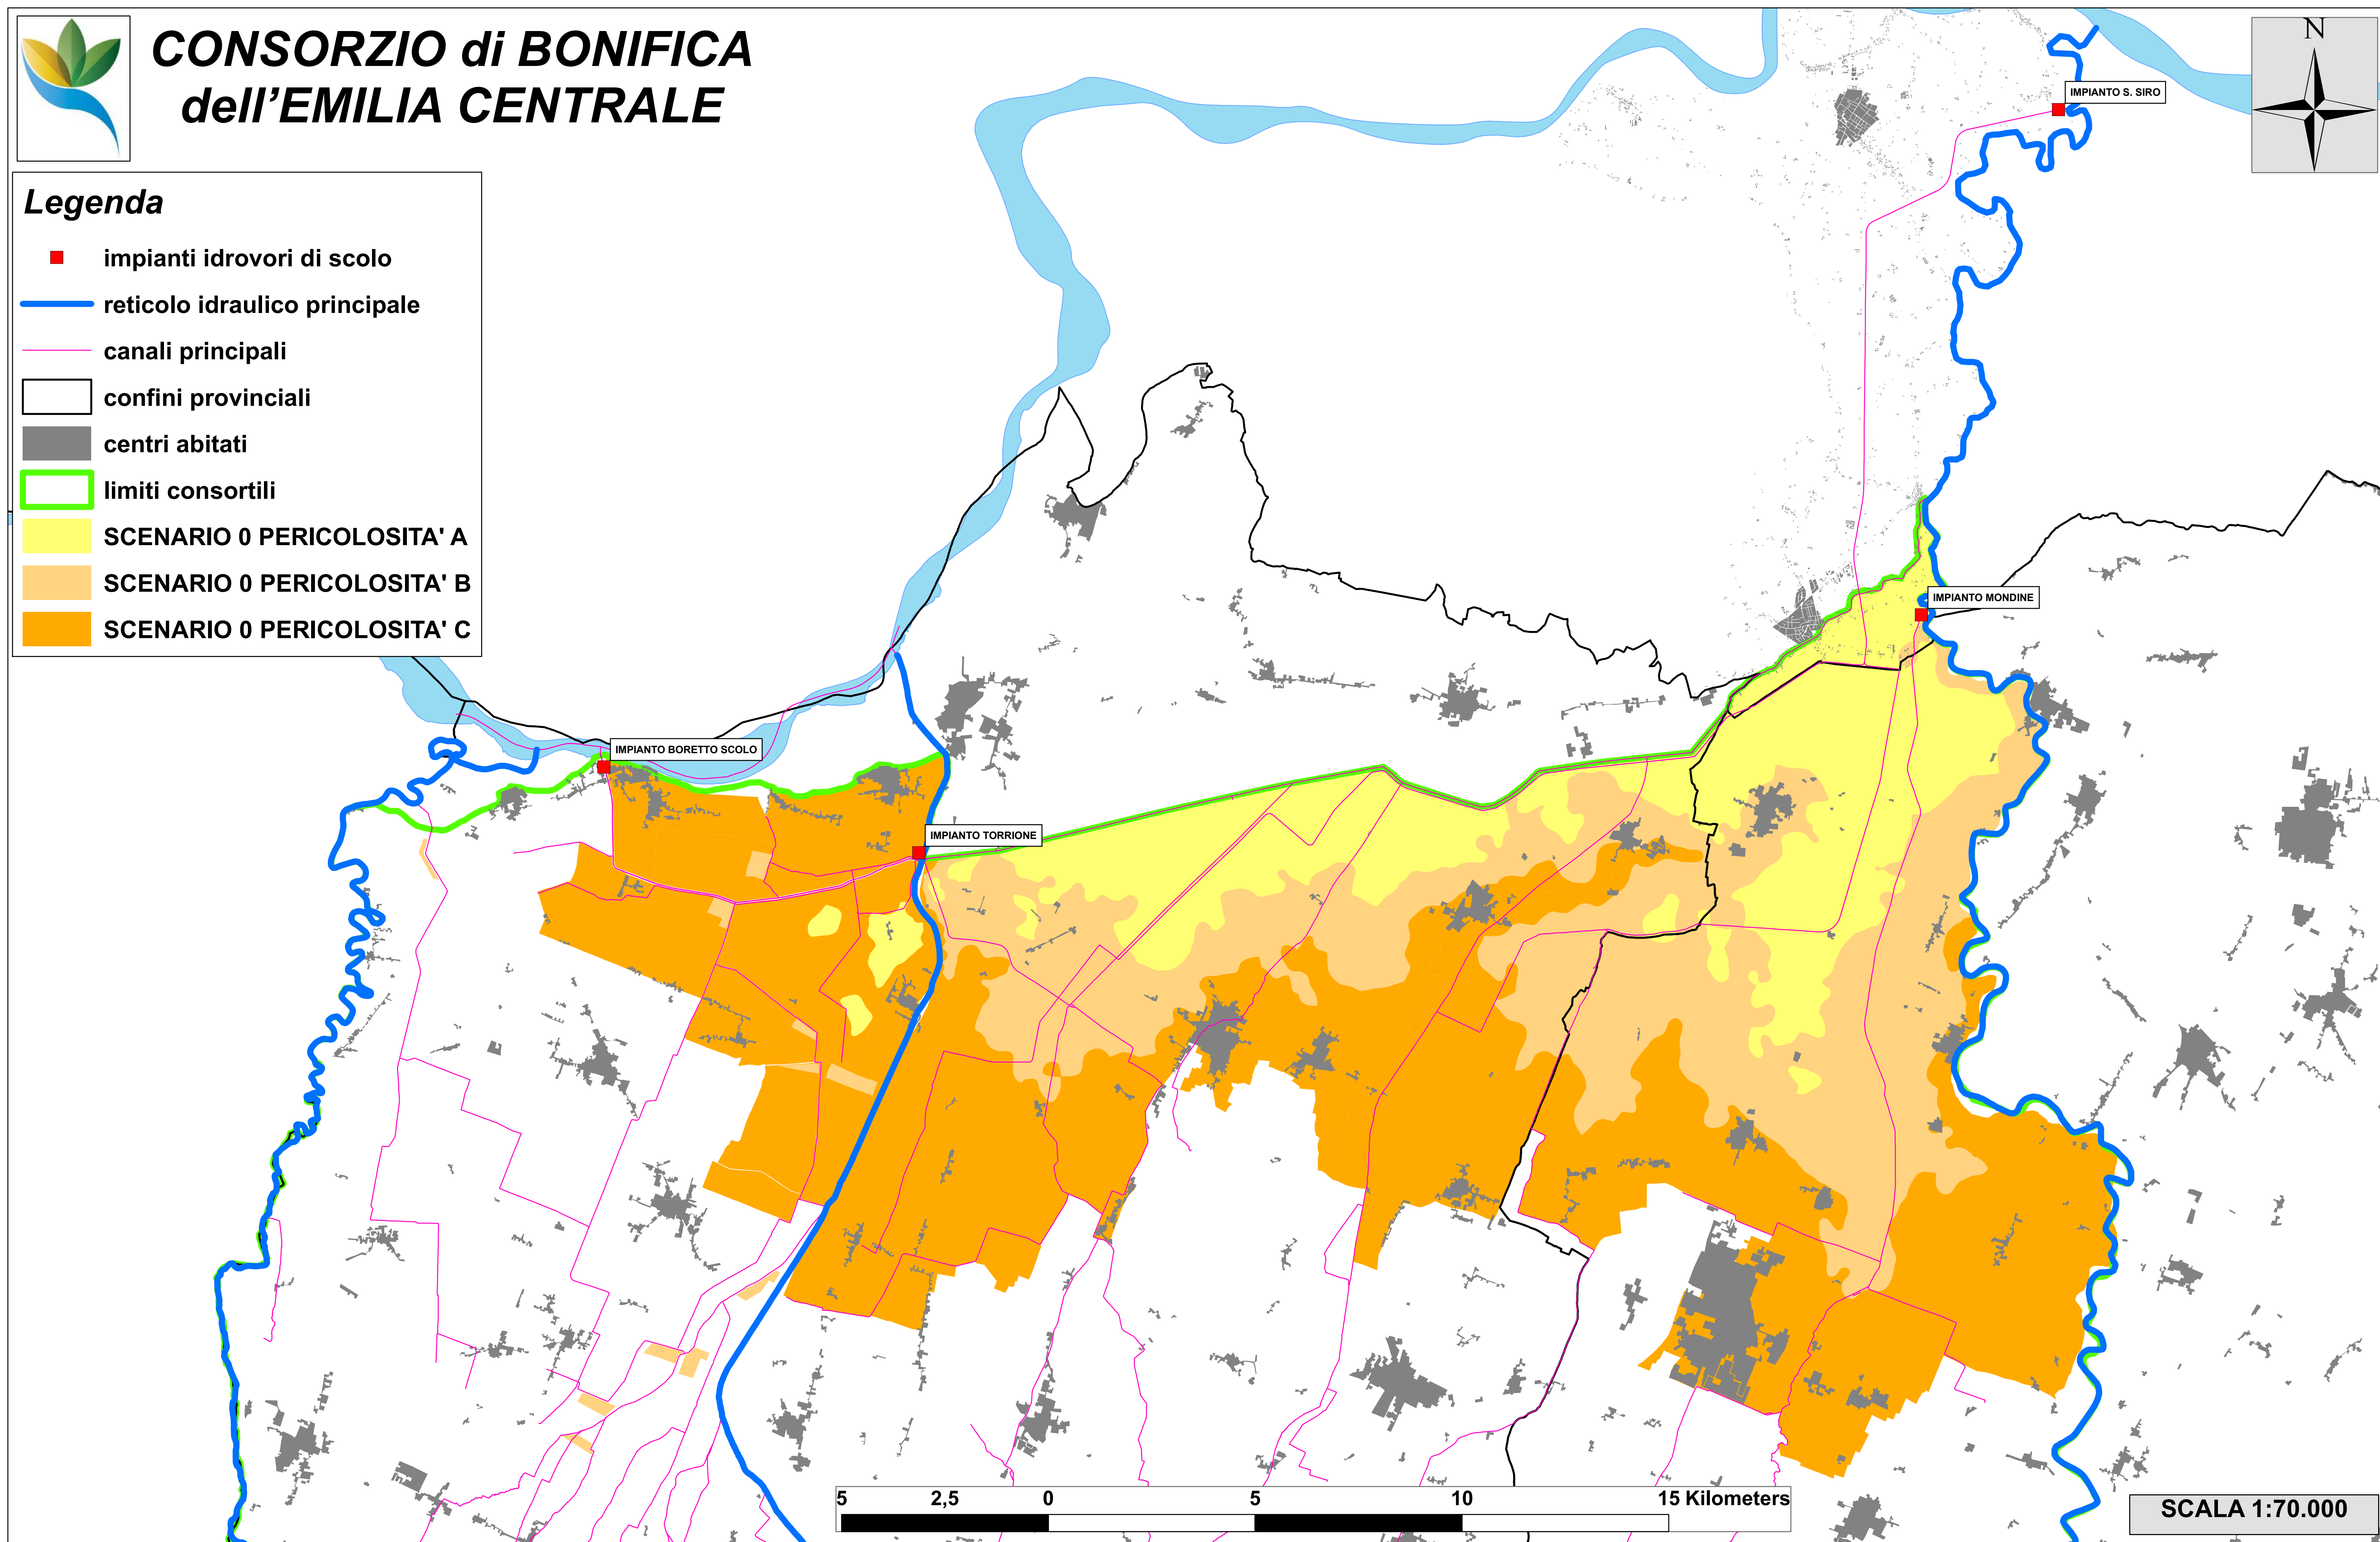 CONSORZIO di BONIFICA
dell'EMILIA CENTRALE
N
IMPIANTO S. SIRO
Legenda
impianti idrovori di scolo
reticolo idraulico principale
canali principali
confini provinciali
centri abitati
limiti consortili
SCENARIO 0 PERICOLOSITA' A
SCENARIO 0 PERICOLOSITA' B
SCENARIO 0 PERICOLOSITA' C
IMPIANTO MONDINE
IMPIANTO BORETTO SCOLO
IMPIANTO TORRIONE
5 2,5 0 5 10 15 Kilometers
SCALA 1:70.000